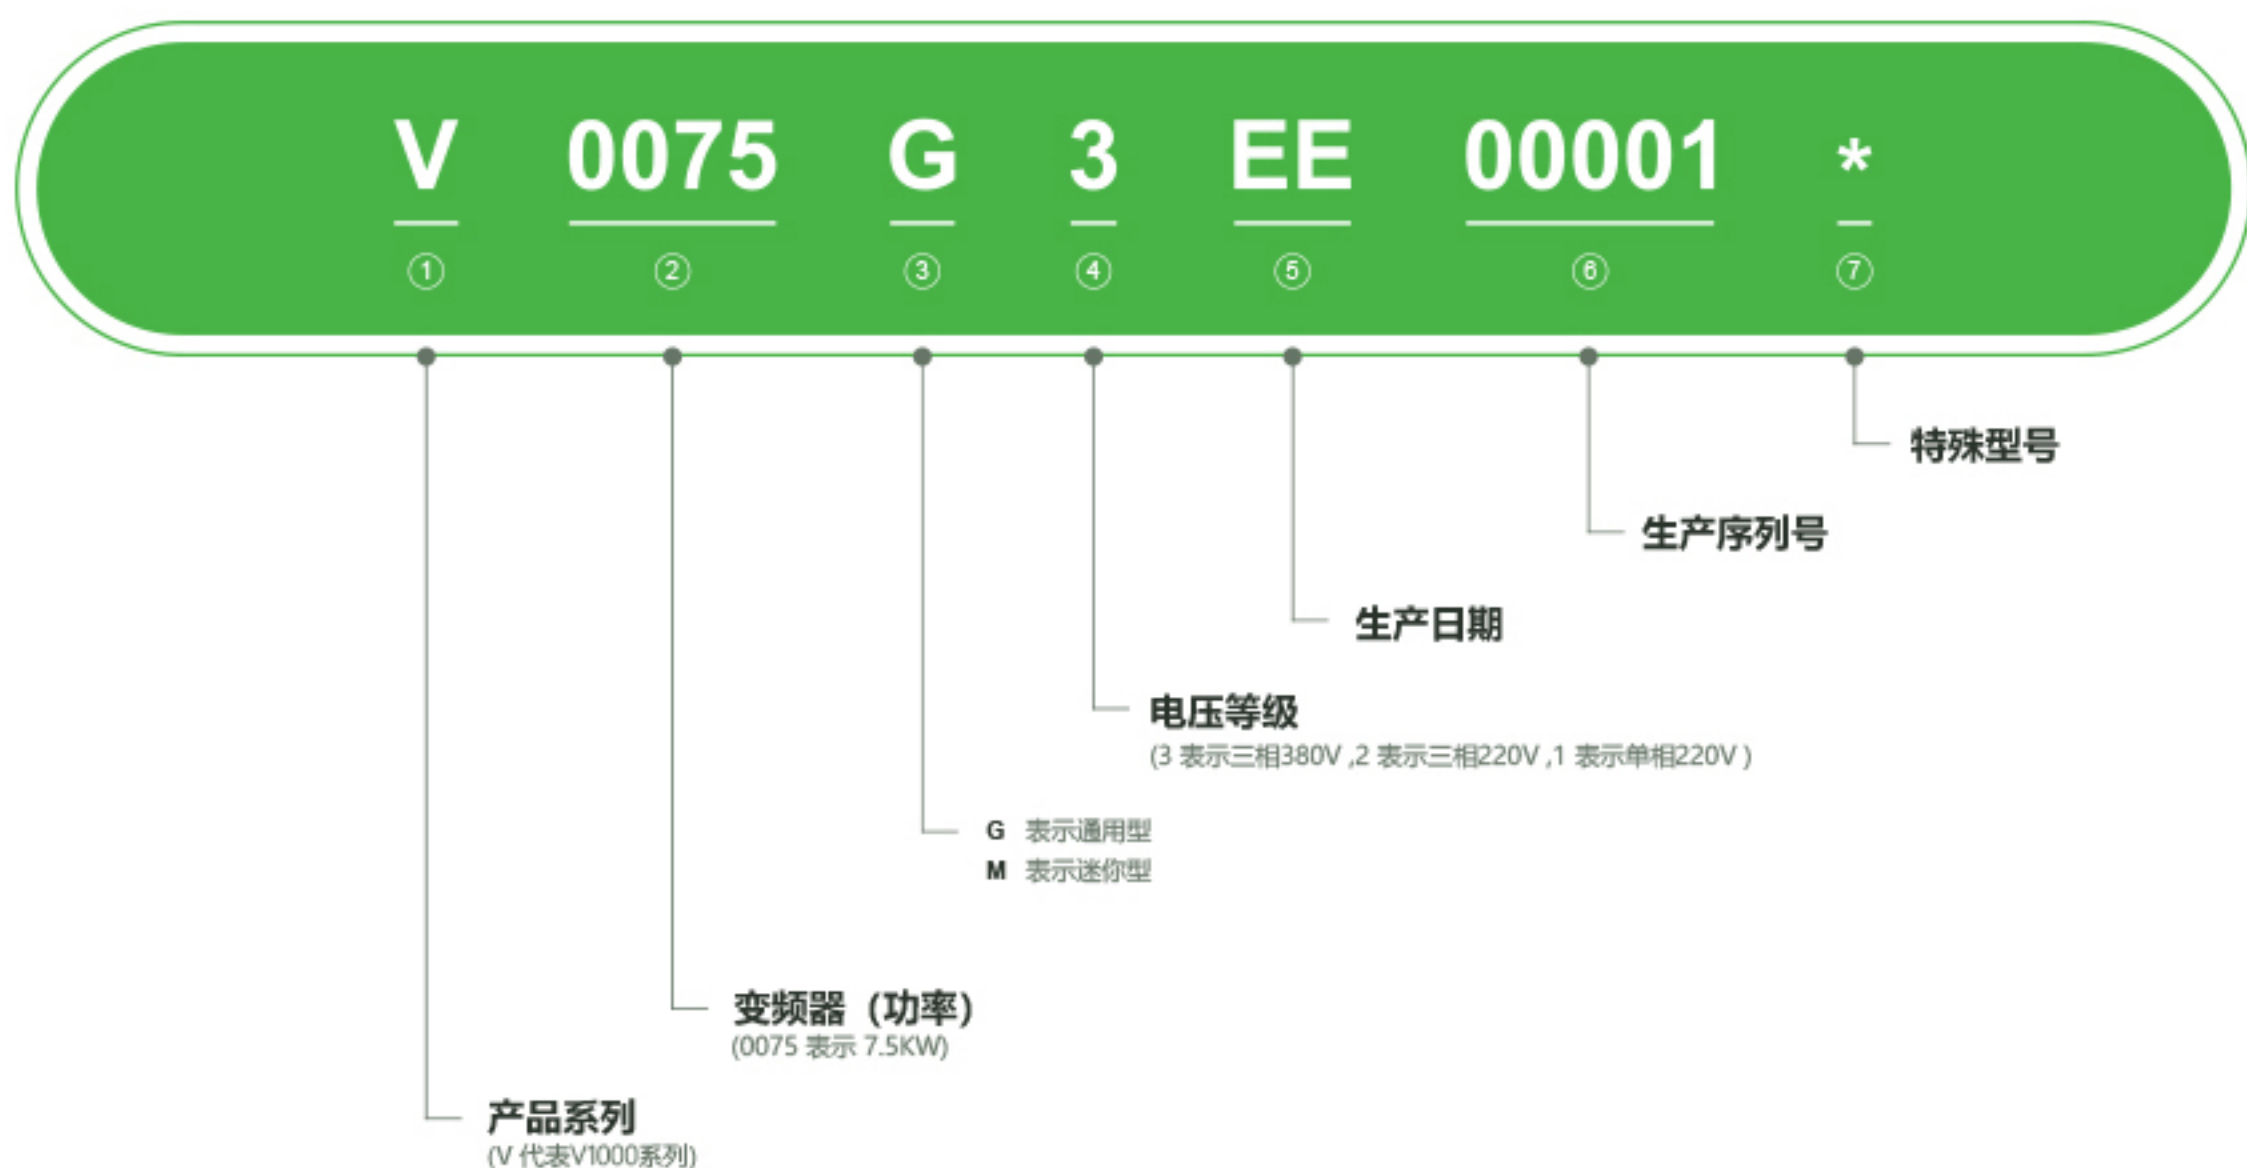 V 0075 G 3 EE 00001 *
① ② ③ ④ ⑤ ⑥ ⑦
特殊型号
生产序列号
生产日期
电压等级
(3 表示三相380V ,2 表示三相220V ,1 表示单相220V )
G 表示通用型
M 表示迷你型
变频器（功率）
(0075 表示 7.5KW)
产品系列
(V 代表V1000系列)